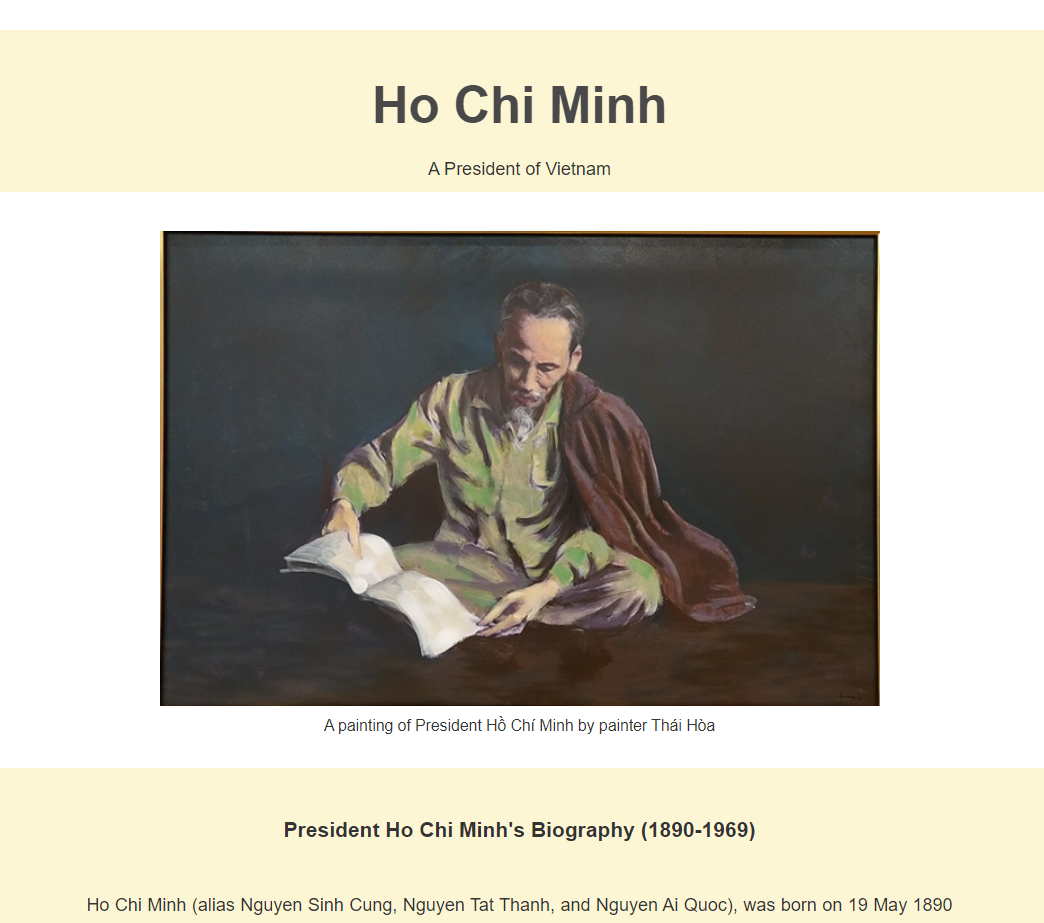 Ho Chi Minh
A President of Vietnam
A painting of President Hồ Chí Minh by painter Thái Hòa
President Ho Chi Minh's Biography (1890-1969)
Ho Chi Minh (alias Nguyen Sinh Cung, Nguyen Tat Thanh, and Nguyen Ai Quoc), was born on 19 May 1890